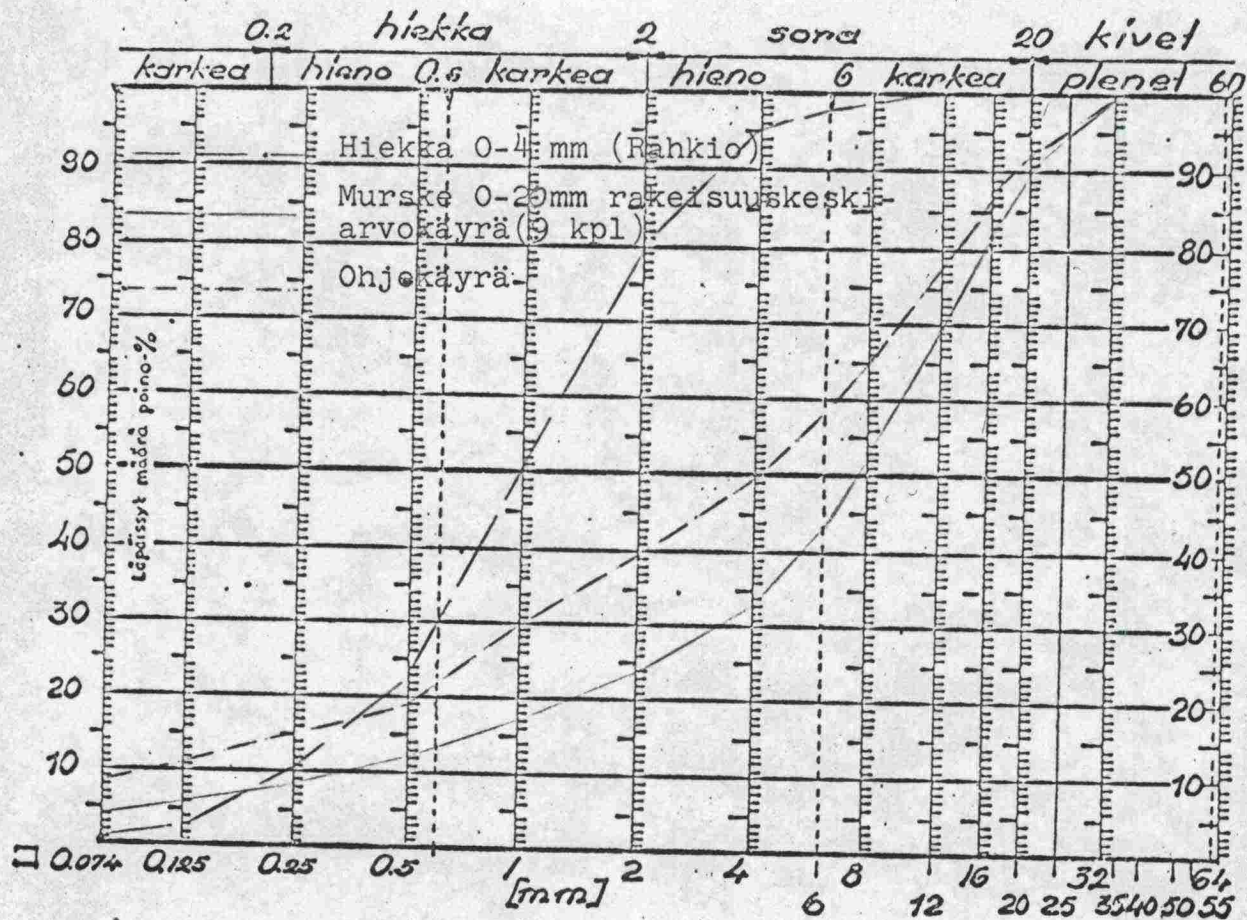 0.2 hiekka 2 sora 20 kivet
karkea hieno 0.6 karkea hieno 6 karkea pienet 60
Hiekka 0-4 mm (Rahkio)
Murske 0-20mm rakeisuuskeski-
arvokäyrä(9 kpl)
Ohjekäyrä
Läpäissyt määrä paino-%
90
80
70
60
50
40
30
20
10
90
80
70
60
50
40
30
20
10
0.074 0.125 0.25 0.5 1 2 4 8 16 32 64
[mm] 6 12 20 25 35 40 50 55